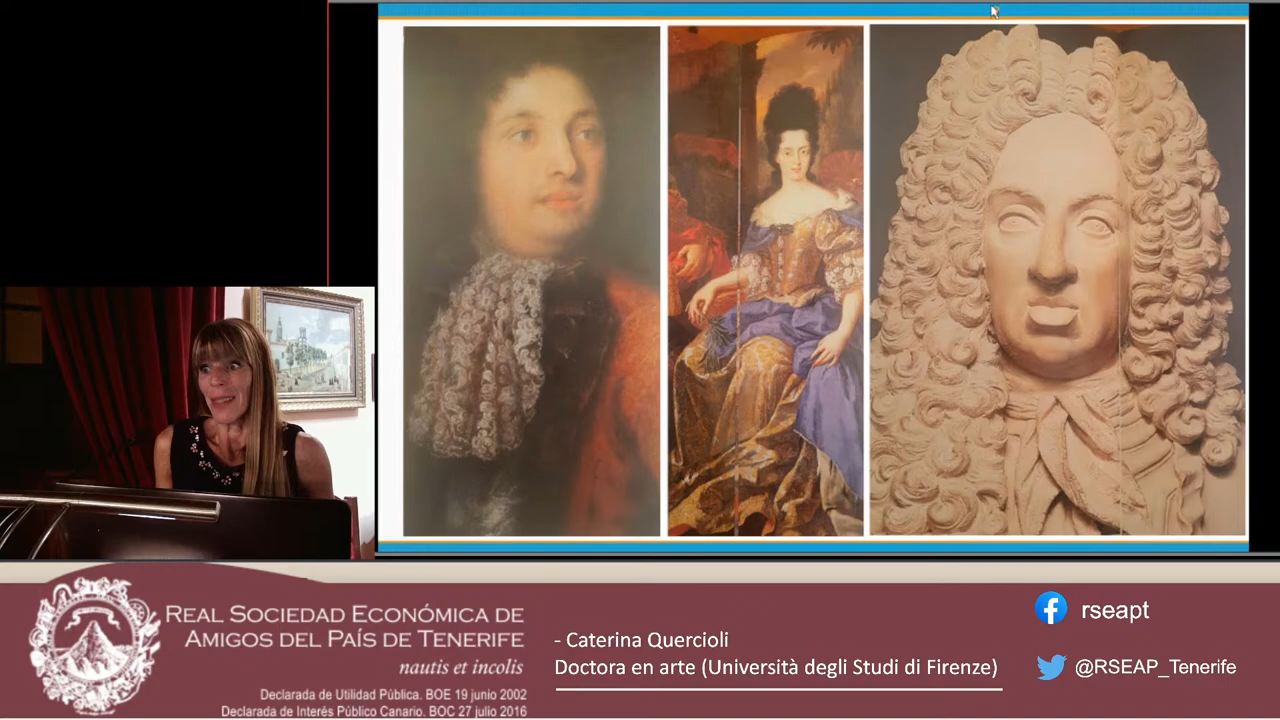 REAL SOCIEDAD ECONÓMICA DE
AMIGOS DEL PAÍS DE TENERIFE
nautis et incolis
Declarada de Utilidad Pública. BOE 19 junio 2002
Declarada de Interés Público Canario. BOC 27 julio 2016
- Caterina Quercioli
Doctora en arte (Università degli Studi di Firenze)
rseapt
@RSEAP_Tenerife